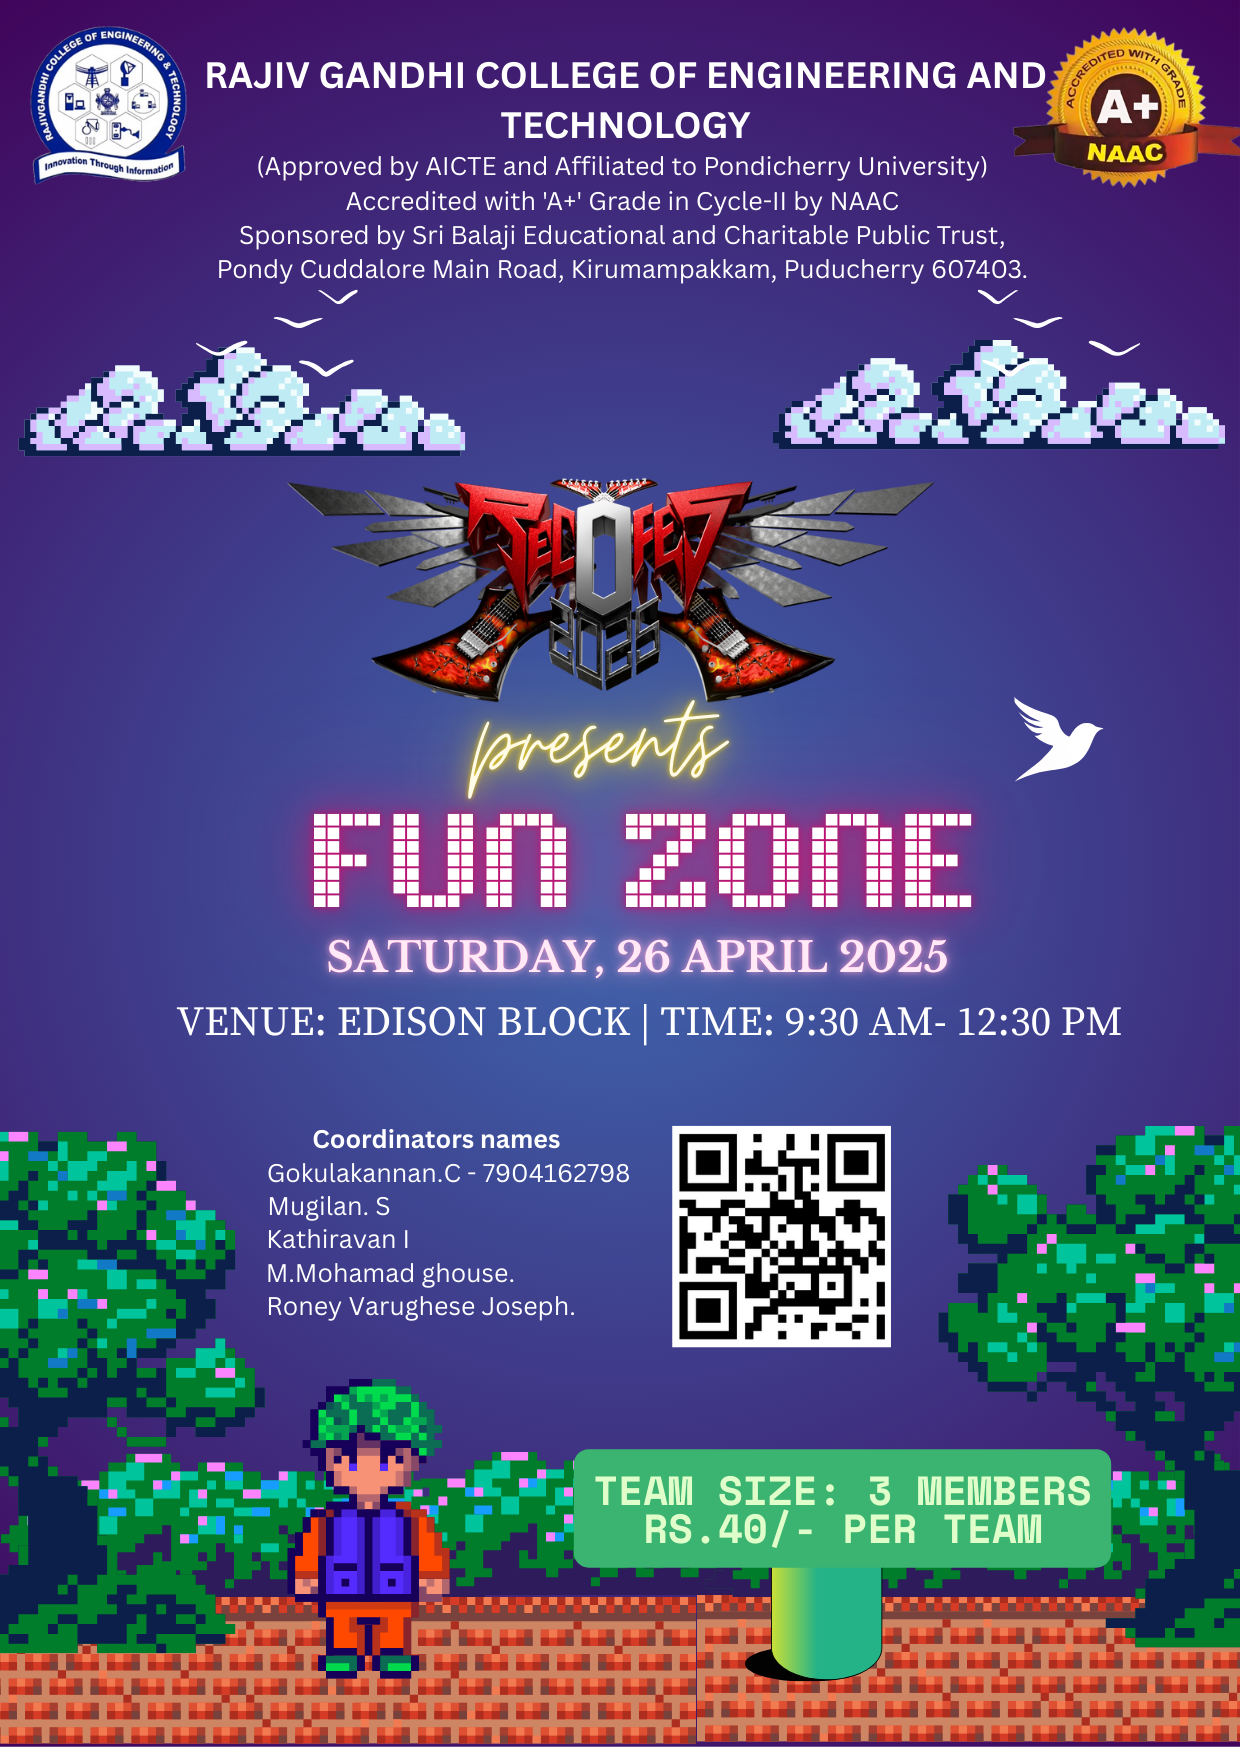 RAJIVGANDHI COLLEGE OF ENGINEERING & TECHNOLOGY
Innovation Through Information
RAJIV GANDHI COLLEGE OF ENGINEERING AND
TECHNOLOGY
ACCREDITED WITH GRADE
A+
NAAC
(Approved by AICTE and Affiliated to Pondicherry University)
Accredited with 'A+' Grade in Cycle-II by NAAC
Sponsored by Sri Balaji Educational and Charitable Public Trust,
Pondy Cuddalore Main Road, Kirumampakkam, Puducherry 607403.
RECOFES
2025
presents
FUN ZONE
SATURDAY, 26 APRIL 2025
VENUE: EDISON BLOCK | TIME: 9:30 AM- 12:30 PM
Coordinators names
Gokulakannan.C - 7904162798
Mugilan. S
Kathiravan I
M.Mohamad ghouse.
Roney Varughese Joseph.
TEAM SIZE: 3 MEMBERS
RS.40/- PER TEAM